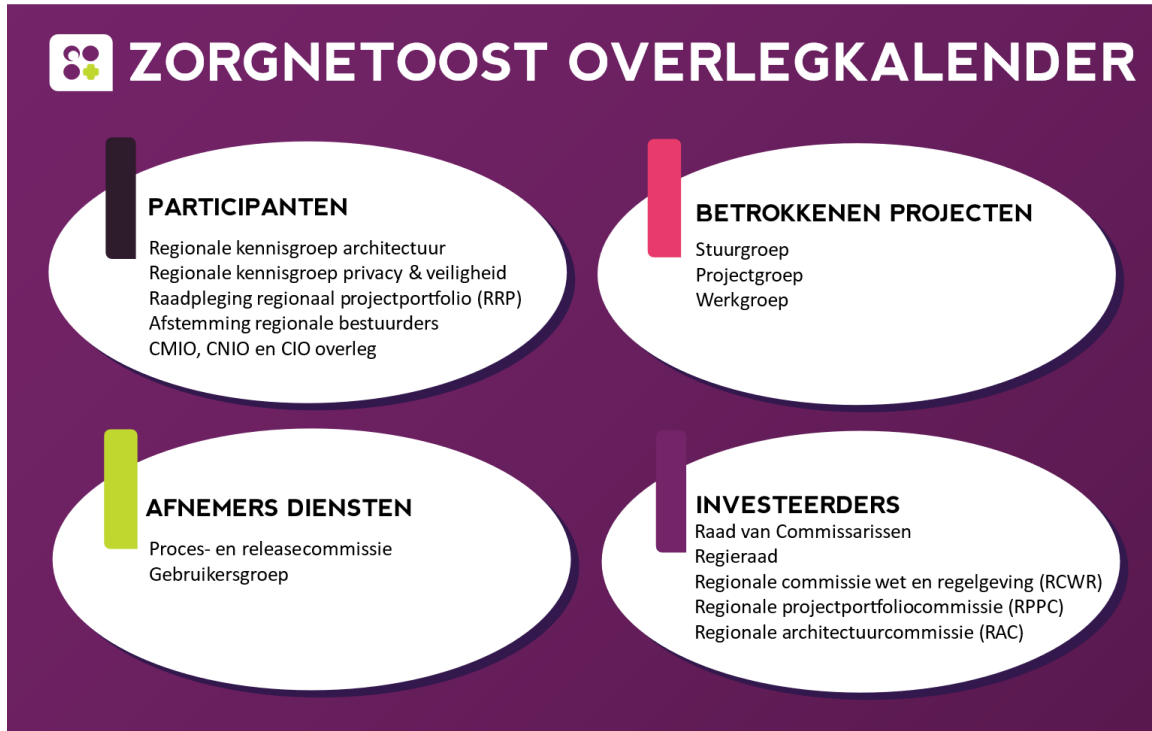 ZORGNETOOST OVERLEGKALENDER
PARTICIPANTEN
Regionale kennisgroep architectuur
Regionale kennisgroep privacy & veiligheid
Raadpleging regionaal projectportfolio (RRP)
Afstemming regionale bestuurders
CMIO, CNIO en CIO overleg
BETROKKENEN PROJECTEN
Stuurgroep
Projectgroep
Werkgroep
AFNEMERS DIENSTEN
Proces- en releasecommissie
Gebruikersgroep
INVESTEERDERS
Raad van Commissarissen
Regieraad
Regionale commissie wet en regelgeving (RCWR)
Regionale projectportfoliocommissie (RPPC)
Regionale architectuurcommissie (RAC)